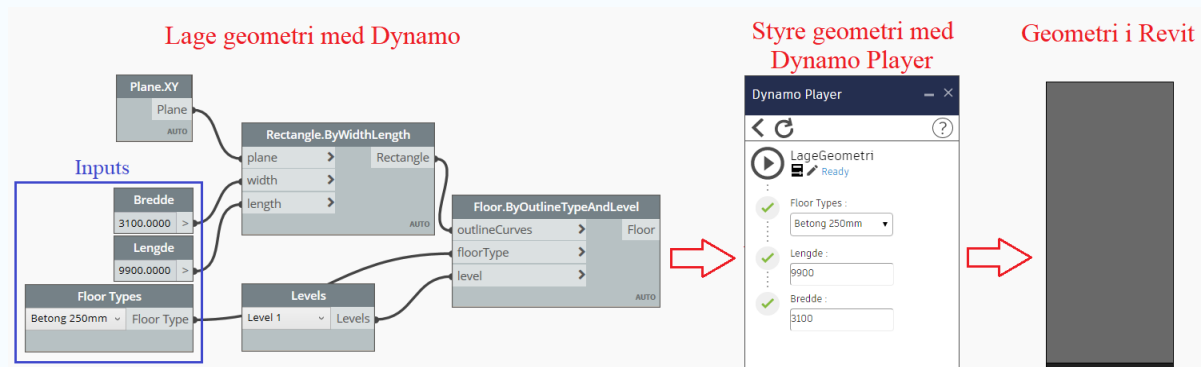 Lage geometri med Dynamo
Plane.XY
Plane
AUTO
Inputs
Bredde
3100.0000 >
Lengde
9900.0000 >
Floor Types
Betong 250mm Floor Type
Rectangle.ByWidthLength
plane > Rectangle
width >
length >
AUTO
Levels
Level 1 Levels
Floor.ByOutlineTypeAndLevel
outlineCurves > Floor
floorType >
level >
AUTO
Styre geometri med
Dynamo Player
Dynamo Player
?
LageGeometri
Ready
Floor Types :
Betong 250mm
Lengde :
9900
Bredde :
3100
Geometri i Revit